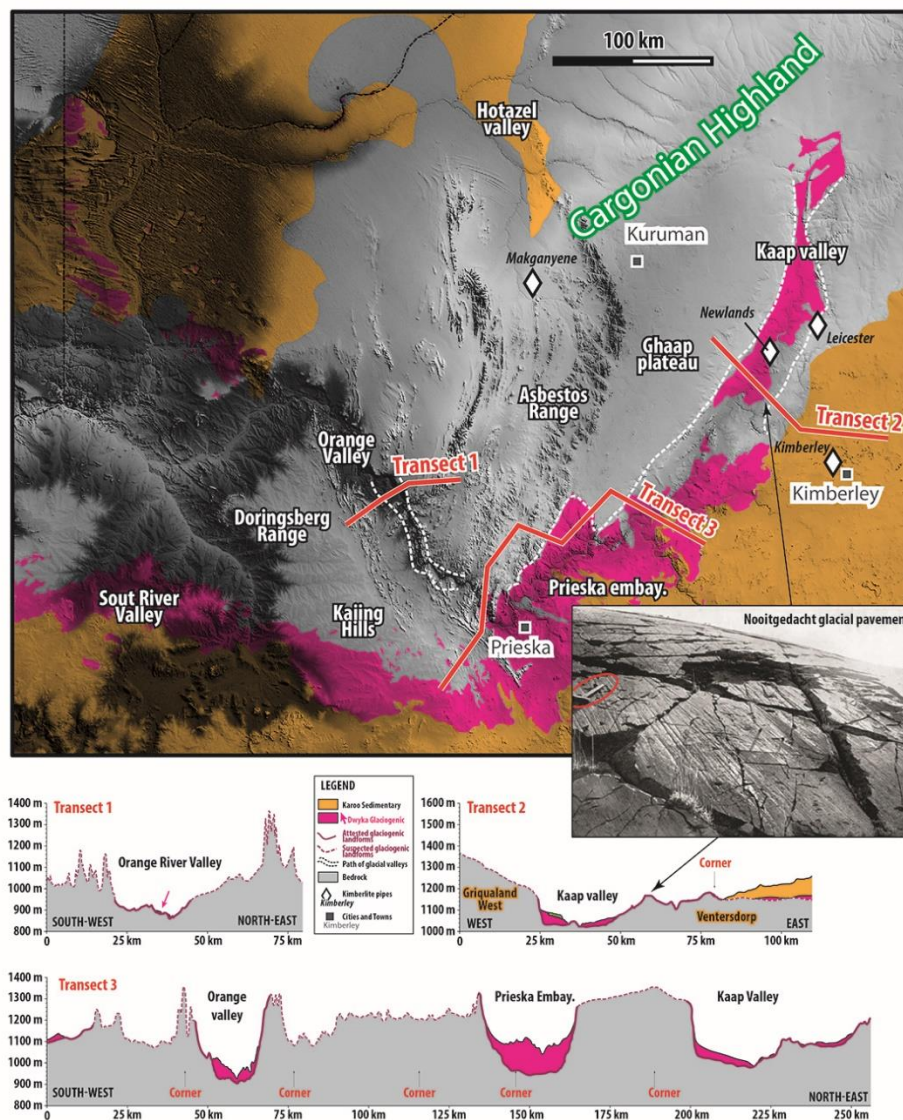 100 km
Cargonian Highland
Hotazel
valley
Kuruman
Makganyene
Kaap valley
Newlands
Leicester
Ghaap
plateau
Asbestos
Range
Transect 2
Orange
Valley
Transect 1
Kimberley
Kimberley
Doringsberg
Range
Transect 3
Sout River
Valley
Prieska embay.
Kaiing
Hills
Prieska
Nooitgedacht glacial pavement
Transect 1
1400 m
1300 m
1200 m
1100 m
1000 m
900 m
800 m
Orange River Valley
SOUTH-WEST
NORTH-EAST
0
25 km
50 km
75 km
LEGEND
Karoo Sedimentary
Dwyka Glaciogenic
Attested glaciogenic
landforms
Suspected glaciogenic
landforms
Path of glacial valleys
Bedrock
Kimberlite pipes
Kimberley
Cities and Towns
Kimberley
Transect 2
1600 m
1500 m
1400 m
1300 m
1200 m
1100 m
1000 m
Griqualand
West
Kaap valley
Corner
Ventersdorp
WEST
EAST
0
25 km
50 km
75 km
100 km
Transect 3
1400 m
1300 m
1200 m
1100 m
1000 m
900 m
800 m
Orange
valley
Prieska Embay.
Kaap Valley
SOUTH-WEST
Corner
Corner
Corner
Corner
Corner
NORTH-EAST
0
25 km
50 km
75 km
100 km
125 km
150 km
175 km
200 km
225 km
250 km